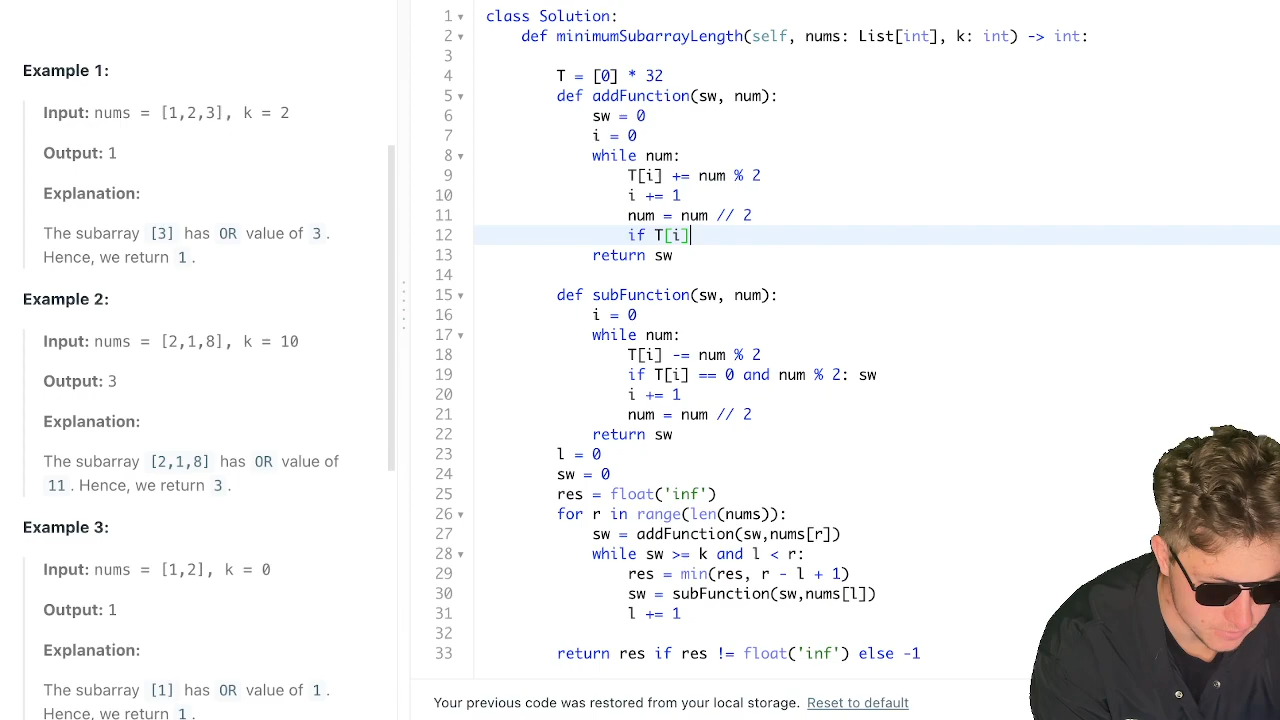 Example 1:
Input: nums = [1,2,3], k = 2
Output: 1
Explanation:
The subarray [3] has OR value of 3.
Hence, we return 1.
Example 2:
Input: nums = [2,1,8], k = 10
Output: 3
Explanation:
The subarray [2,1,8] has OR value of
11. Hence, we return 3.
Example 3:
Input: nums = [1,2], k = 0
Output: 1
Explanation:
The subarray [1] has OR value of 1.
Hence, we return 1.
1 class Solution:
2 def minimumSubarrayLength(self, nums: List[int], k: int) -> int:
3
4 T = [0] * 32
5 def addFunction(sw, num):
6 sw = 0
7 i = 0
8 while num:
9 T[i] += num % 2
10 i += 1
11 num = num // 2
12 if T[i]
13 return sw
14
15 def subFunction(sw, num):
16 i = 0
17 while num:
18 T[i] -= num % 2
19 if T[i] == 0 and num % 2: sw
20 i += 1
21 num = num // 2
22 return sw
23 l = 0
24 sw = 0
25 res = float('inf')
26 for r in range(len(nums)):
27 sw = addFunction(sw,nums[r])
28 while sw >= k and l < r:
29 res = min(res, r - l + 1)
30 sw = subFunction(sw,nums[l])
31 l += 1
32
33 return res if res != float('inf') else -1
Your previous code was restored from your local storage. Reset to default